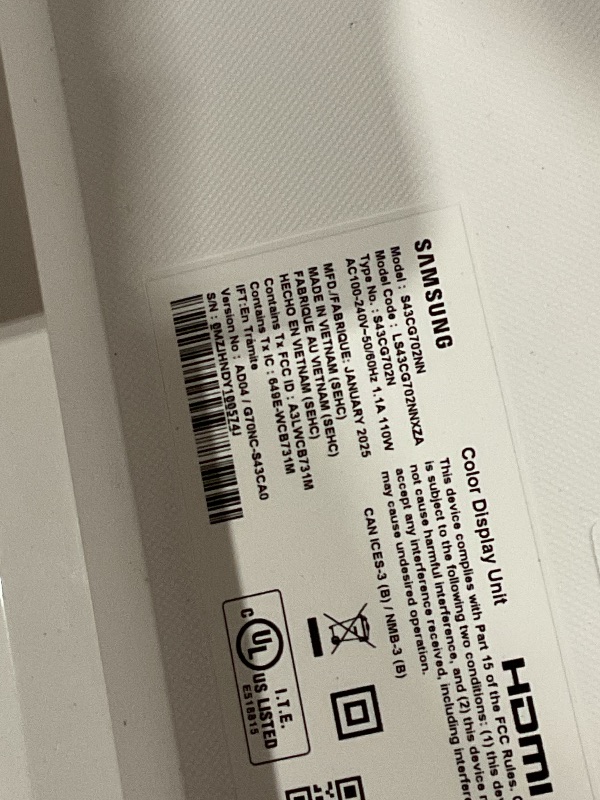 SAMSUNG
Model : S43CG702NN
Model Code : LS43CG702NNXZA
Type No. : S43CG702N
AC100-240V~50/60Hz 1.1A 110W
MFD./FABRIQUE: JANUARY 2025
MADE IN VIETNAM (SEHC)
FABRIQUE AU VIETNAM (SEHC)
HECHO EN VIETNAM (SEHC)
Contains Tx FCC ID : A3LWCB731M
Contains Tx IC : 649E-WCB731M
IFT:En Trámite
Version No : AD04 / G70NC-S43CA0
S/N : 0MZJHNDY100574J
Color Display Unit
This device complies with Part 15 of the FCC Rules.
is subject to the following two conditions: (1) this
not cause harmful interference, and (2) this device
accept any interference received, including
may cause undesired operation.
CAN ICES-3 (B) / NMB-3 (B)
HDMI
C UL US LISTED
I.T.E.
E518815